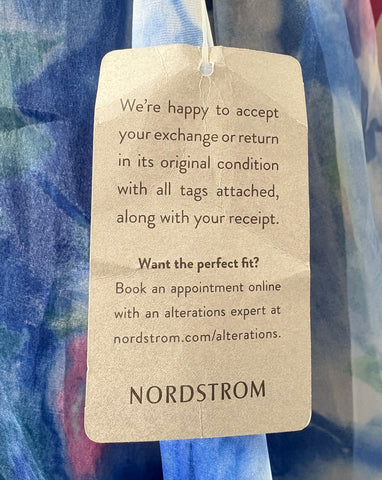 We're happy to accept
your exchange or return
in its original condition
with all tags attached,
along with your receipt.
Want the perfect fit?
Book an appointment online
with an alterations expert at
nordstrom.com/alterations.
NORDSTROM